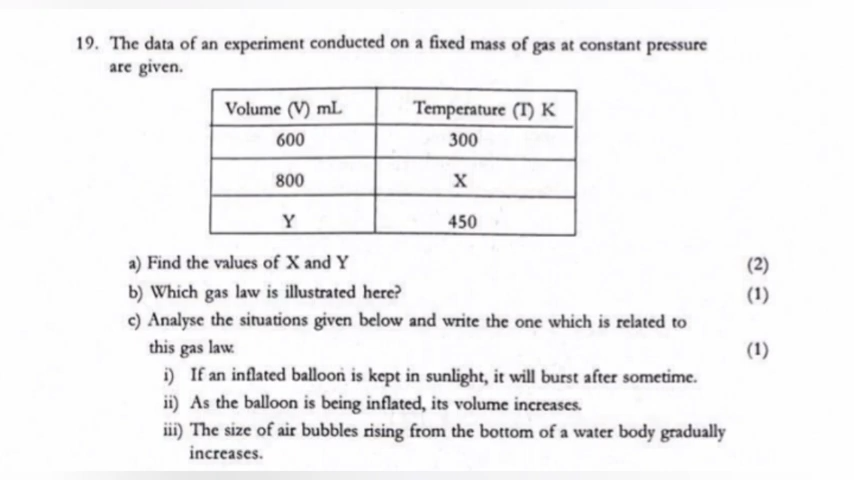 19. The data of an experiment conducted on a fixed mass of gas at constant pressure
are given.
Volume (V) mL Temperature (T) K
600 300
800 X
Y 450
a) Find the values of X and Y (2)
b) Which gas law is illustrated here? (1)
c) Analyse the situations given below and write the one which is related to
this gas law. (1)
i) If an inflated balloon is kept in sunlight, it will burst after sometime.
ii) As the balloon is being inflated, its volume increases.
iii) The size of air bubbles rising from the bottom of a water body gradually
increases.